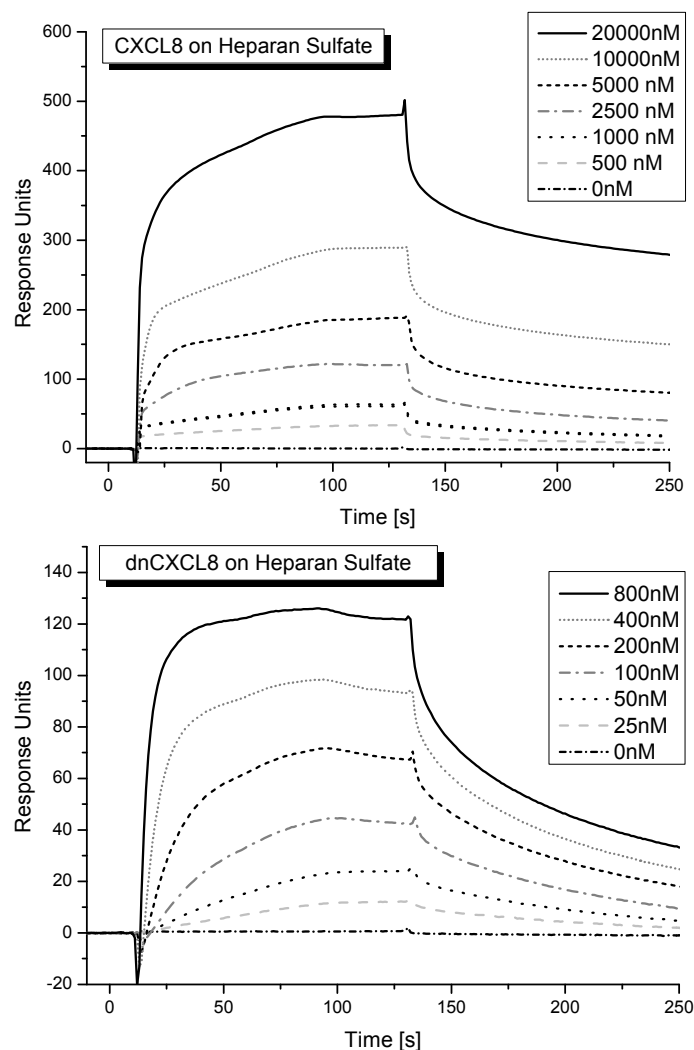 CXCL8 on Heparan Sulfate
20000nM
10000nM
5000 nM
2500 nM
1000 nM
500 nM
0nM
600
500
400
300
200
100
0
Response Units
0
50
100
150
200
250
Time [s]
dnCXCL8 on Heparan Sulfate
800nM
400nM
200nM
100nM
50nM
25nM
0nM
140
120
100
80
60
40
20
0
-20
Response Units
0
50
100
150
200
250
Time [s]